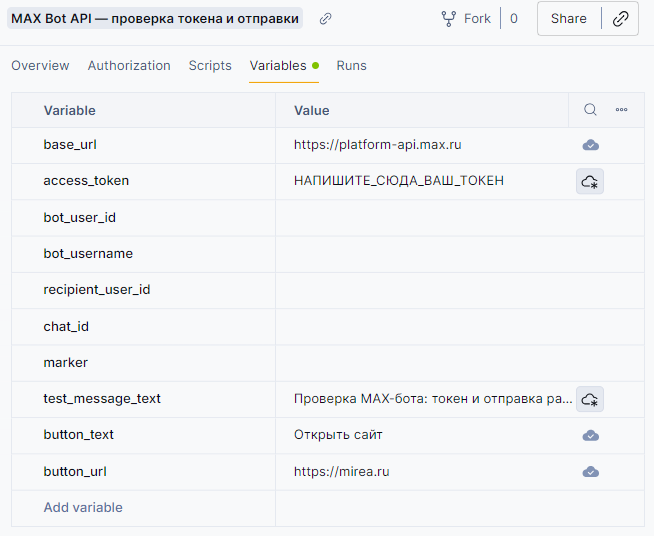 MAX Bot API — проверка токена и отправки
Fork 0 Share
Overview Authorization Scripts Variables Runs
Variable Value
base_url https://platform-api.max.ru
access_token НАПИШИТЕ_СЮДА_ВАШ_ТОКЕН
bot_user_id
bot_username
recipient_user_id
chat_id
marker
test_message_text Проверка MAX-бота: токен и отправка ра...
button_text Открыть сайт
button_url https://mirea.ru
Add variable